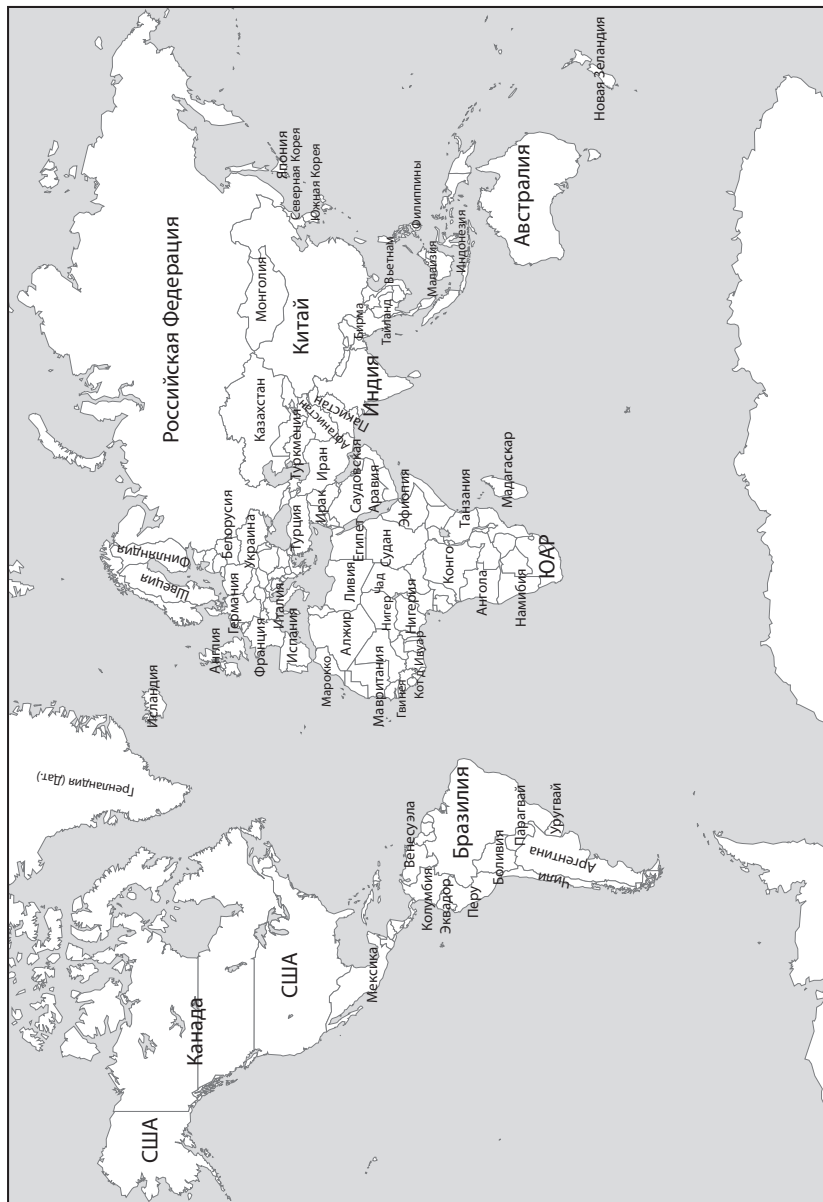 США
Канада
США
Мексика
Гренландия (Дат.)
Исландия
Колумбия
Эквадор
Венесуэла
Перу
Бразилия
Боливия
Парагвай
Уругвай
Чили
Аргентина
Швеция
Финляндия
Англия
Германия
Белорусия
Украина
Франция
Италия
Испания
Турция
Российская Федерация
Казахстан
Монголия
Китай
Туркмения
Афганистан
Пакистан
Иран
Ирак
Саудовская
Аравия
Индия
Бирма
Тайланд
Вьетнам
Северная Корея
Южная Корея
Япония
Филиппины
Малайзия
Индонезия
Марокко
Алжир
Ливия
Египет
Мавритания
Нигер
Чад
Судан
Гвинея
Кот д,Ивуар
Нигерия
Эфиопия
Конго
Танзания
Ангола
Намибия
ЮАР
Мадагаскар
Австралия
Новая Зеландия